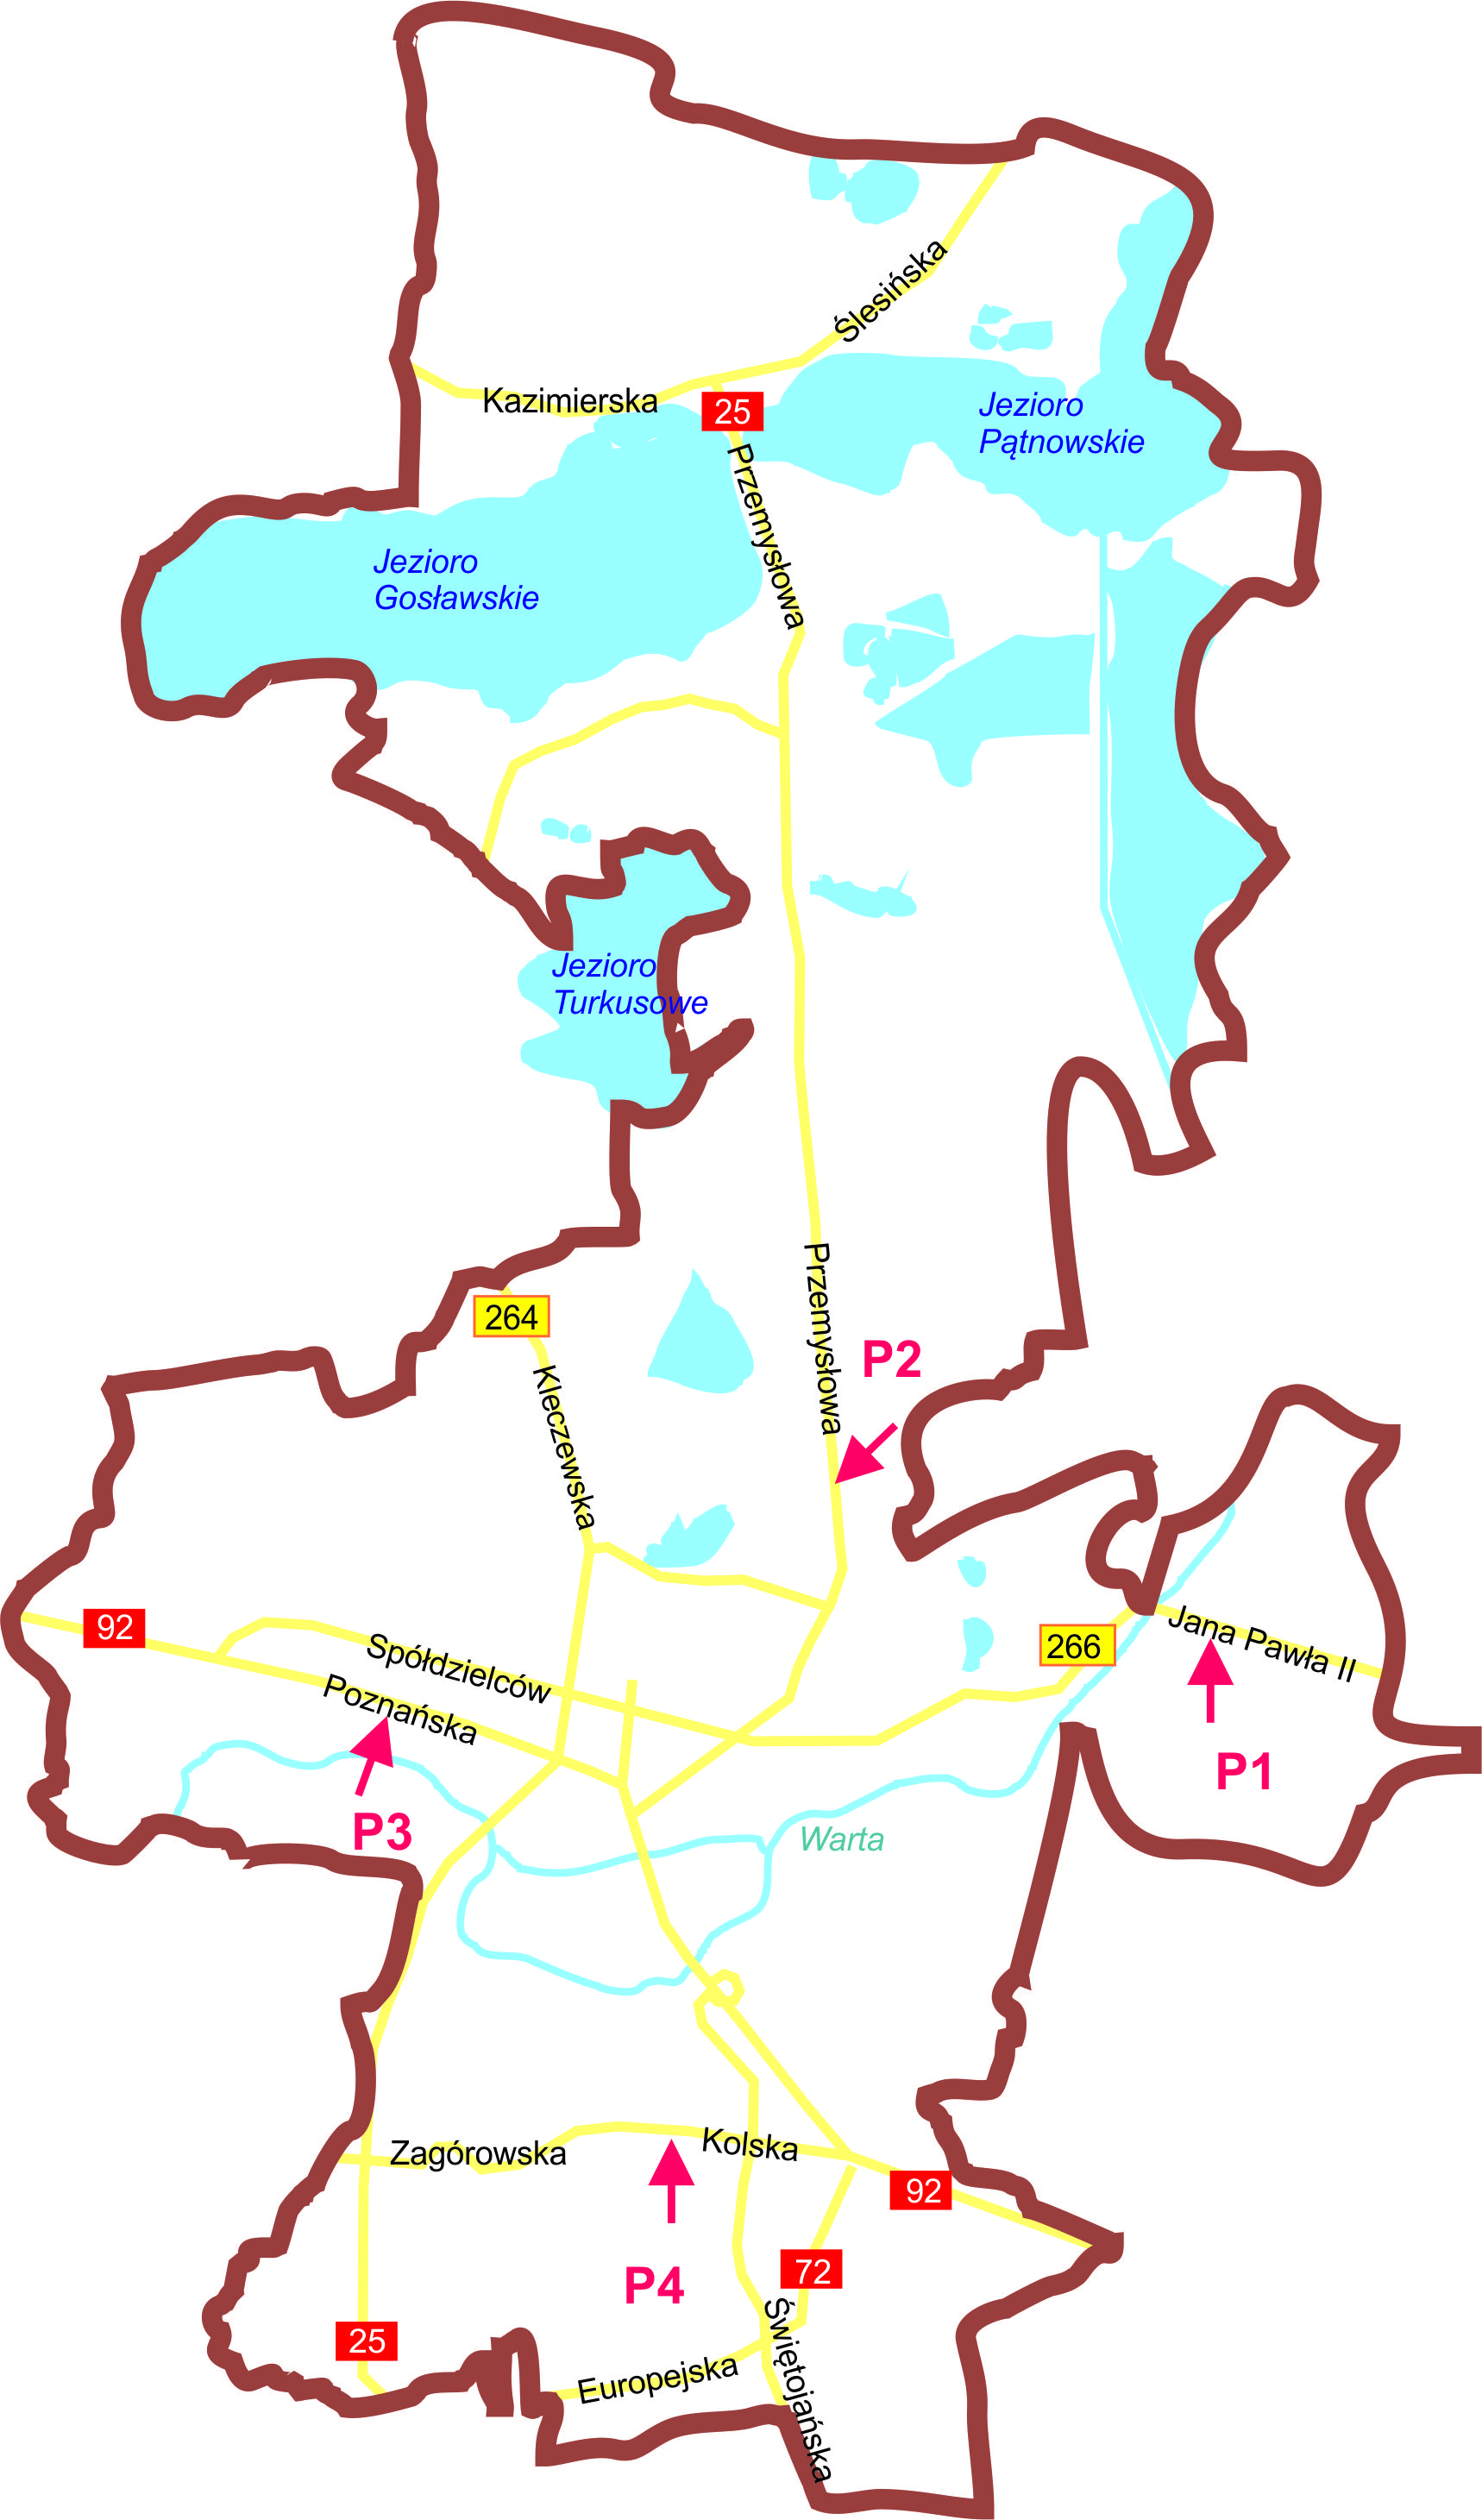 Ślesińska
Kazimierska
25
Jezioro
Pątnowskie
Przemysłowa
Jezioro
Gosławskie
Jezioro
Turkusowe
Przemysłowa
264
P2
Kleczewska
92
Jana Pawła II
266
Spółdzielców
Poznańska
P1
P3
Warta
Kolska
Zagórowska
92
P4
72
25
Świętojańska
Europejska